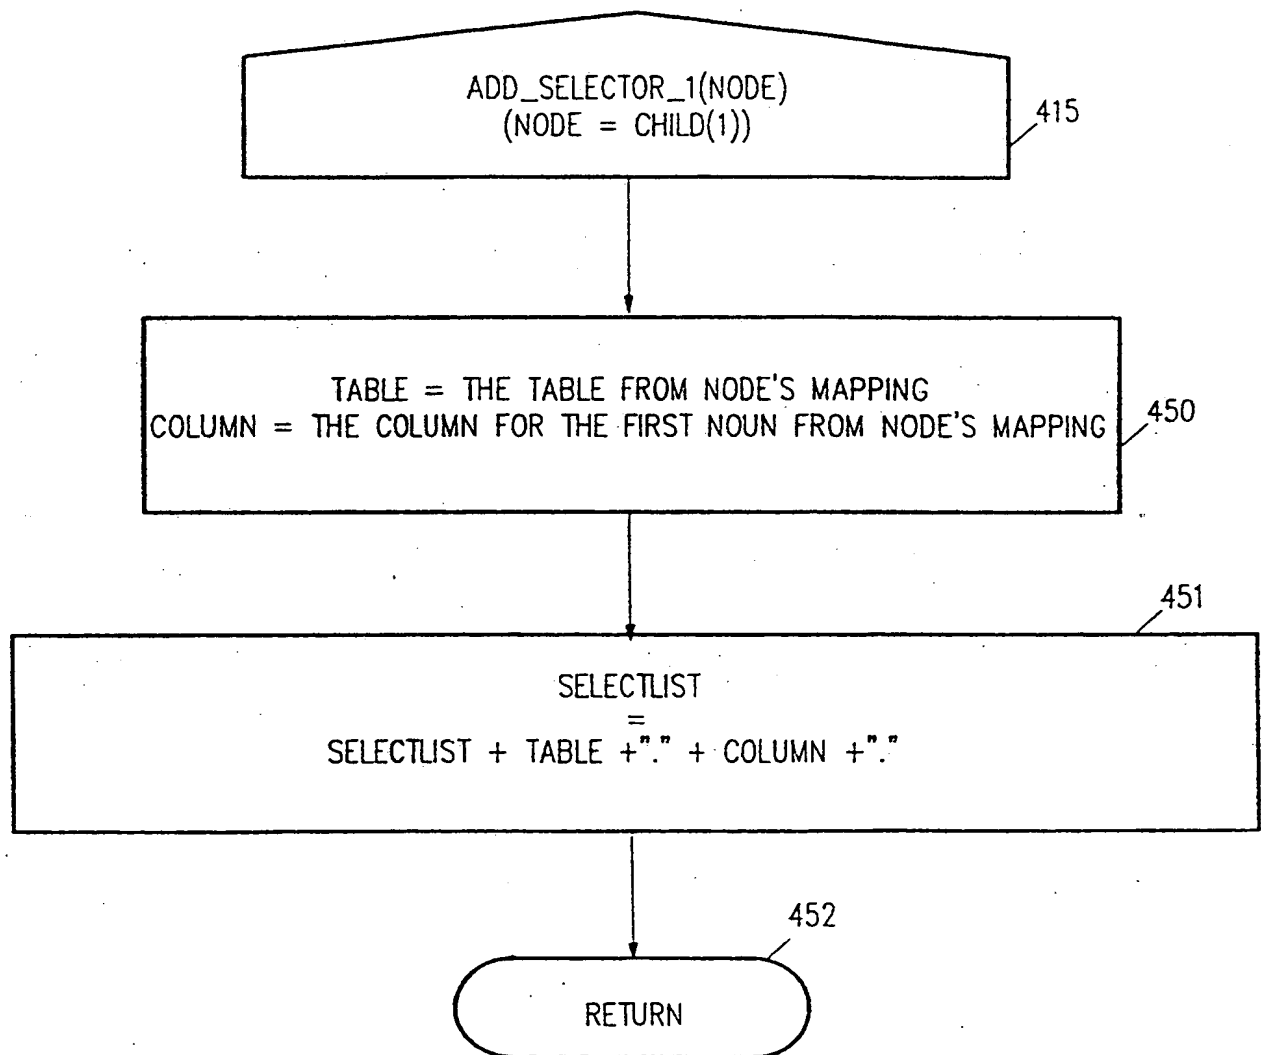 ADD_SELECTOR_1(NODE)
(NODE = CHILD(1))
415
TABLE = THE TABLE FROM NODE'S MAPPING
COLUMN = THE COLUMN FOR THE FIRST NOUN FROM NODE'S MAPPING
450
451
SELECTLIST
=
SELECTLIST + TABLE +"." + COLUMN +"."
452
RETURN